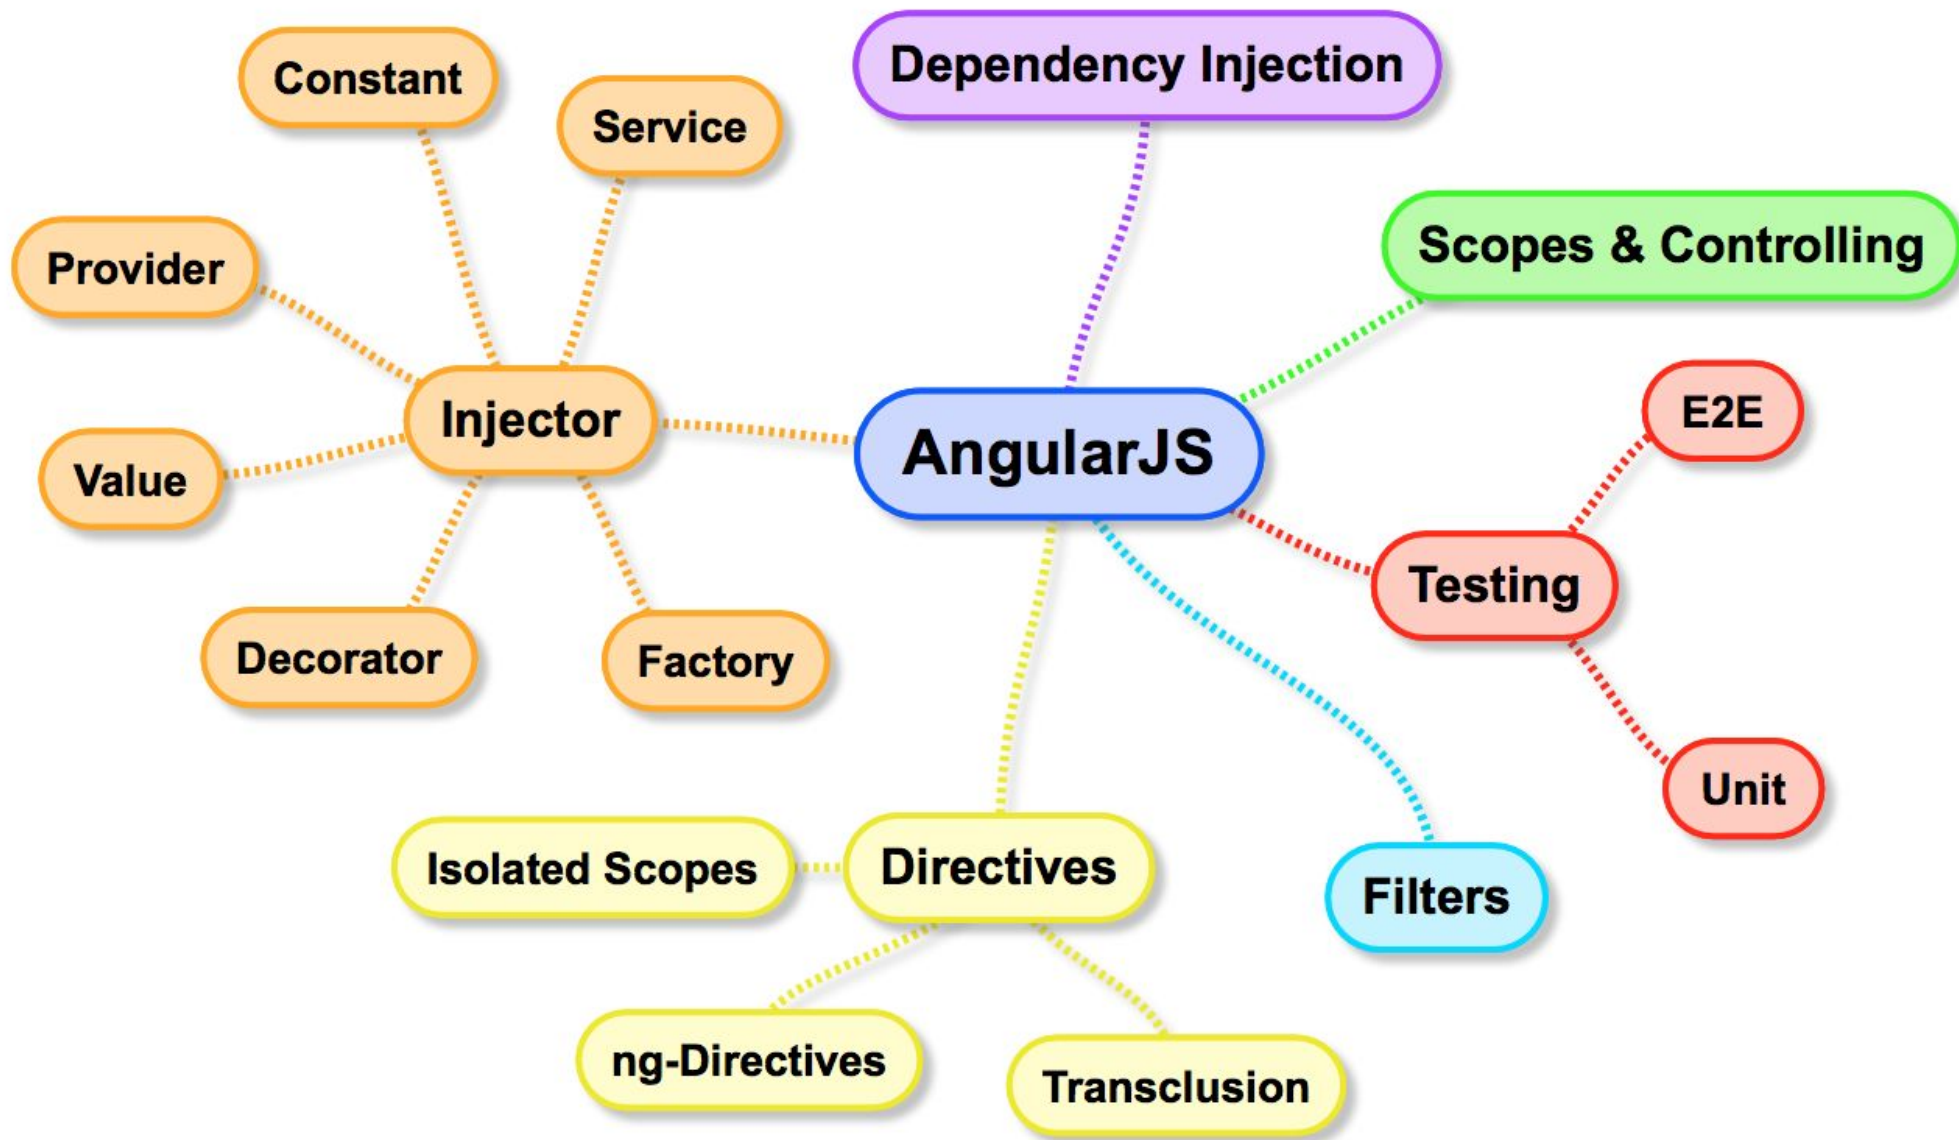 Dependency Injection
Constant
Service
Scopes & Controlling
Provider
E2E
Injector
AngularJS
Value
Testing
Decorator
Factory
Unit
Isolated Scopes
Directives
Filters
ng-Directives
Transclusion